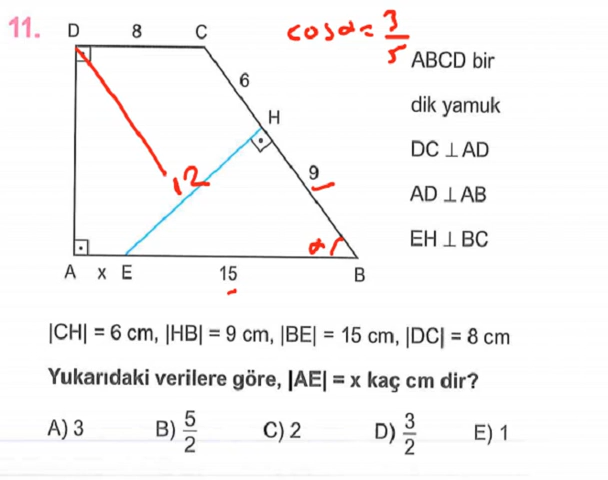 11. D 8 C cosα = 3/5
ABCD bir
6
dik yamuk
H
DC ⊥ AD
12 9
AD ⊥ AB
α
EH ⊥ BC
A x E 15 B
|CH| = 6 cm, |HB| = 9 cm, |BE| = 15 cm, |DC| = 8 cm
Yukarıdaki verilere göre, |AE| = x kaç cm dir?
A) 3 B) 5/2 C) 2 D) 3/2 E) 1